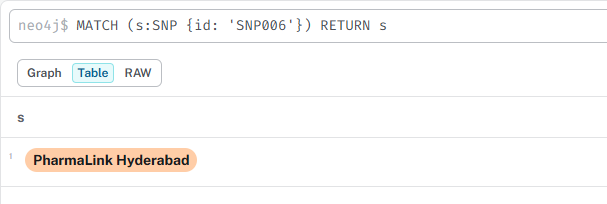 neo4j$ MATCH (s:SNP {id: 'SNP006'}) RETURN s
Graph Table RAW
s
1 PharmaLink Hyderabad